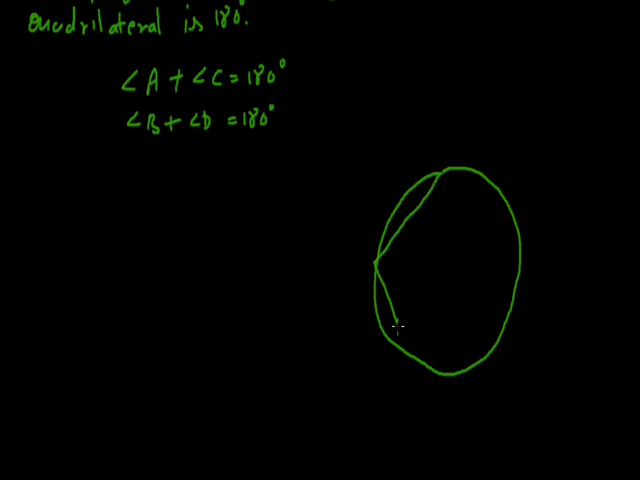 quadrilateral is 180°.
∠A + ∠C = 180°
∠B + ∠D = 180°